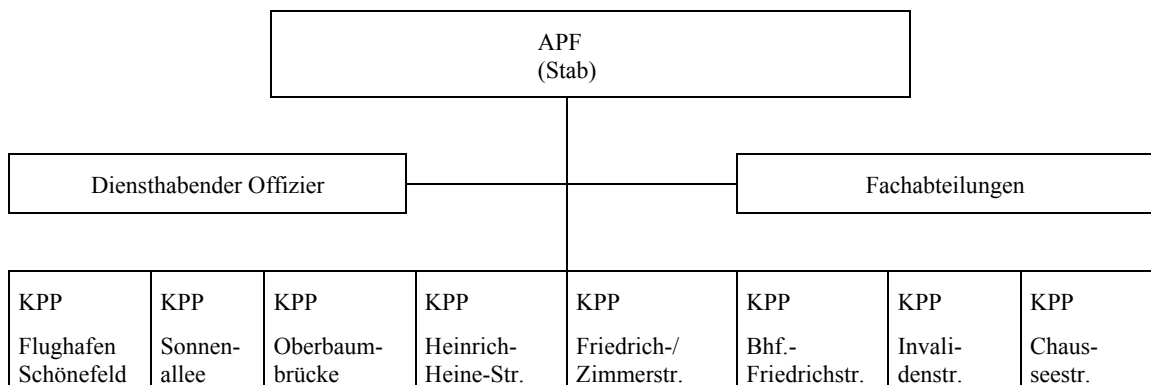 APF
(Stab)
Diensthabender Offizier
Fachabteilungen
KPP
Flughafen
Schönefeld
KPP
Sonnen-
allee
KPP
Oberbaum-
brücke
KPP
Heinrich-
Heine-Str.
KPP
Friedrich-/
Zimmerstr.
KPP
Bhf.-
Friedrichstr.
KPP
Invali-
denstr.
KPP
Chaus-
seestr.